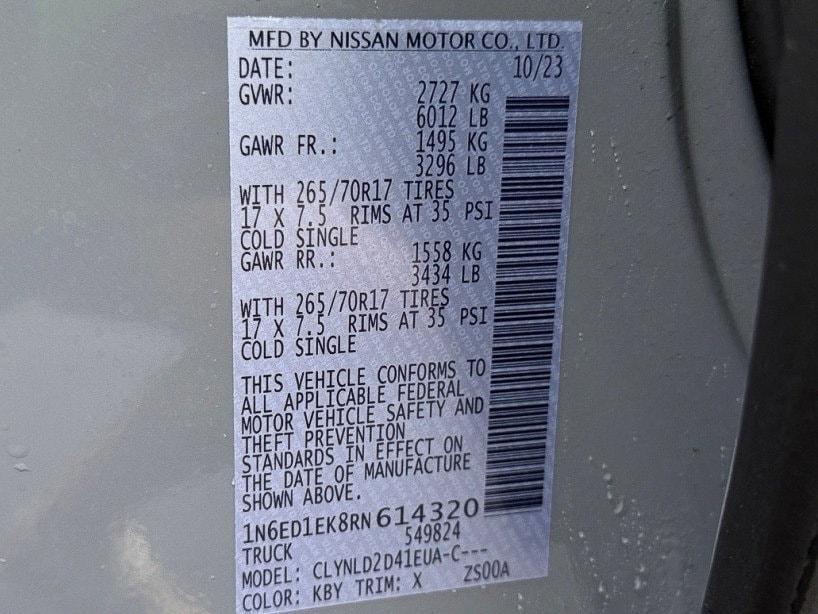 MFD BY NISSAN MOTOR CO., LTD.
DATE: 10/23
GVWR: 2727 KG
6012 LB
GAWR FR.: 1495 KG
3296 LB
WITH 265/70R17 TIRES
17 X 7.5 RIMS AT 35 PSI
COLD SINGLE
GAWR RR.: 1558 KG
3434 LB
WITH 265/70R17 TIRES
17 X 7.5 RIMS AT 35 PSI
COLD SINGLE
THIS VEHICLE CONFORMS TO
ALL APPLICABLE FEDERAL
MOTOR VEHICLE SAFETY AND
THEFT PREVENTION
STANDARDS IN EFFECT ON
THE DATE OF MANUFACTURE
SHOWN ABOVE.
1N6ED1EK8RN614320
TRUCK 549824
MODEL: CLYNLD2D41EUA-C---
COLOR: KBY TRIM: X ZS00A